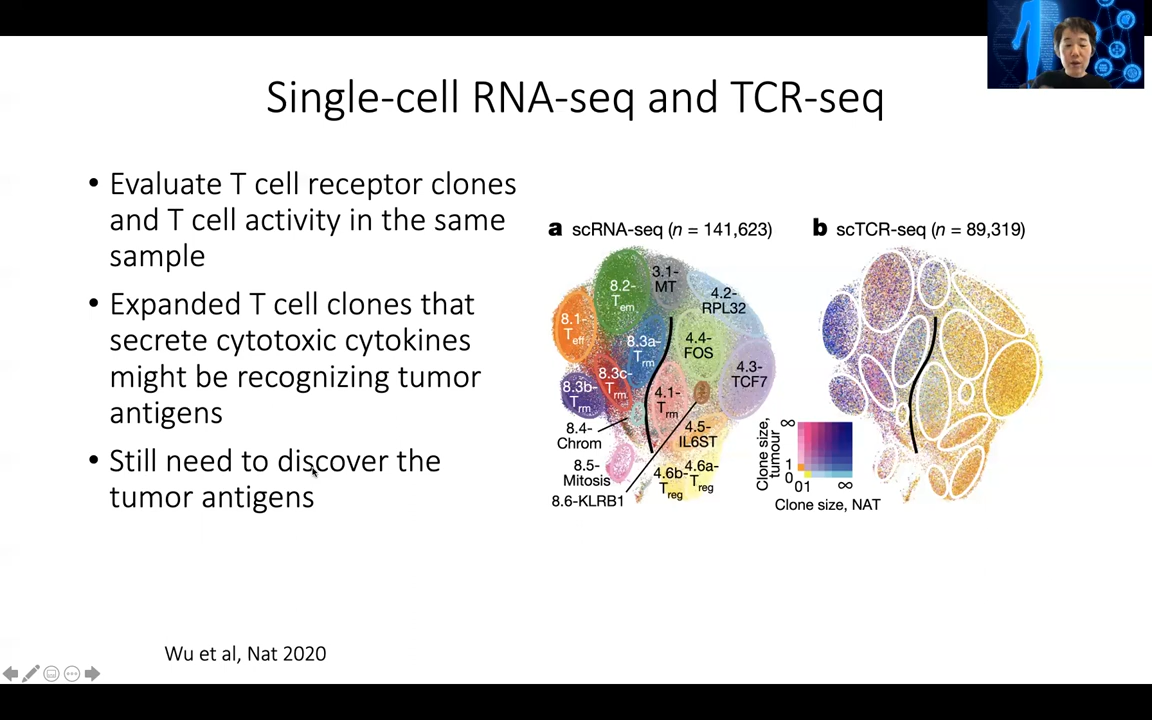 Single-cell RNA-seq and TCR-seq
• Evaluate T cell receptor clones
and T cell activity in the same
sample
• Expanded T cell clones that
secrete cytotoxic cytokines
might be recognizing tumor
antigens
• Still need to discover the
tumor antigens
a scRNA-seq (n = 141,623)
8.2-
Tem
3.1-
MT
4.2-
RPL32
8.1-
Teff
8.3a-
Trm
4.4-
FOS
8.3c-
Trm
4.3-
TCF7
8.3b-
Trm
4.1-
Trm
8.4-
Chrom
4.5-
IL6ST
8.5-
Mitosis
4.6b-
Treg
4.6a-
Treg
8.6-KLRB1
b scTCR-seq (n = 89,319)
Clone size,
tumour
∞
1
0
0 1 ∞
Clone size, NAT
Wu et al, Nat 2020